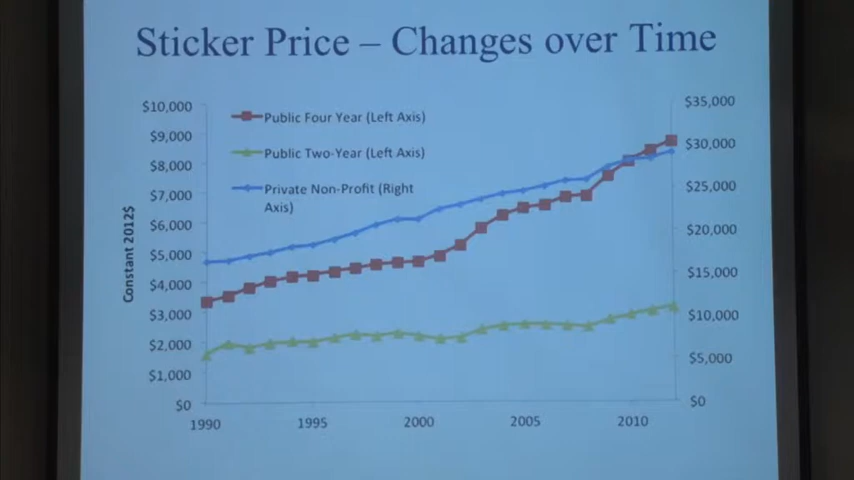 Sticker Price – Changes over Time
$10,000
$9,000
$8,000
$7,000
$6,000
$5,000
$4,000
$3,000
$2,000
$1,000
$0
Constant 2012$
Public Four Year (Left Axis)
Public Two-Year (Left Axis)
Private Non-Profit (Right
Axis)
$35,000
$30,000
$25,000
$20,000
$15,000
$10,000
$5,000
$0
1990 1995 2000 2005 2010